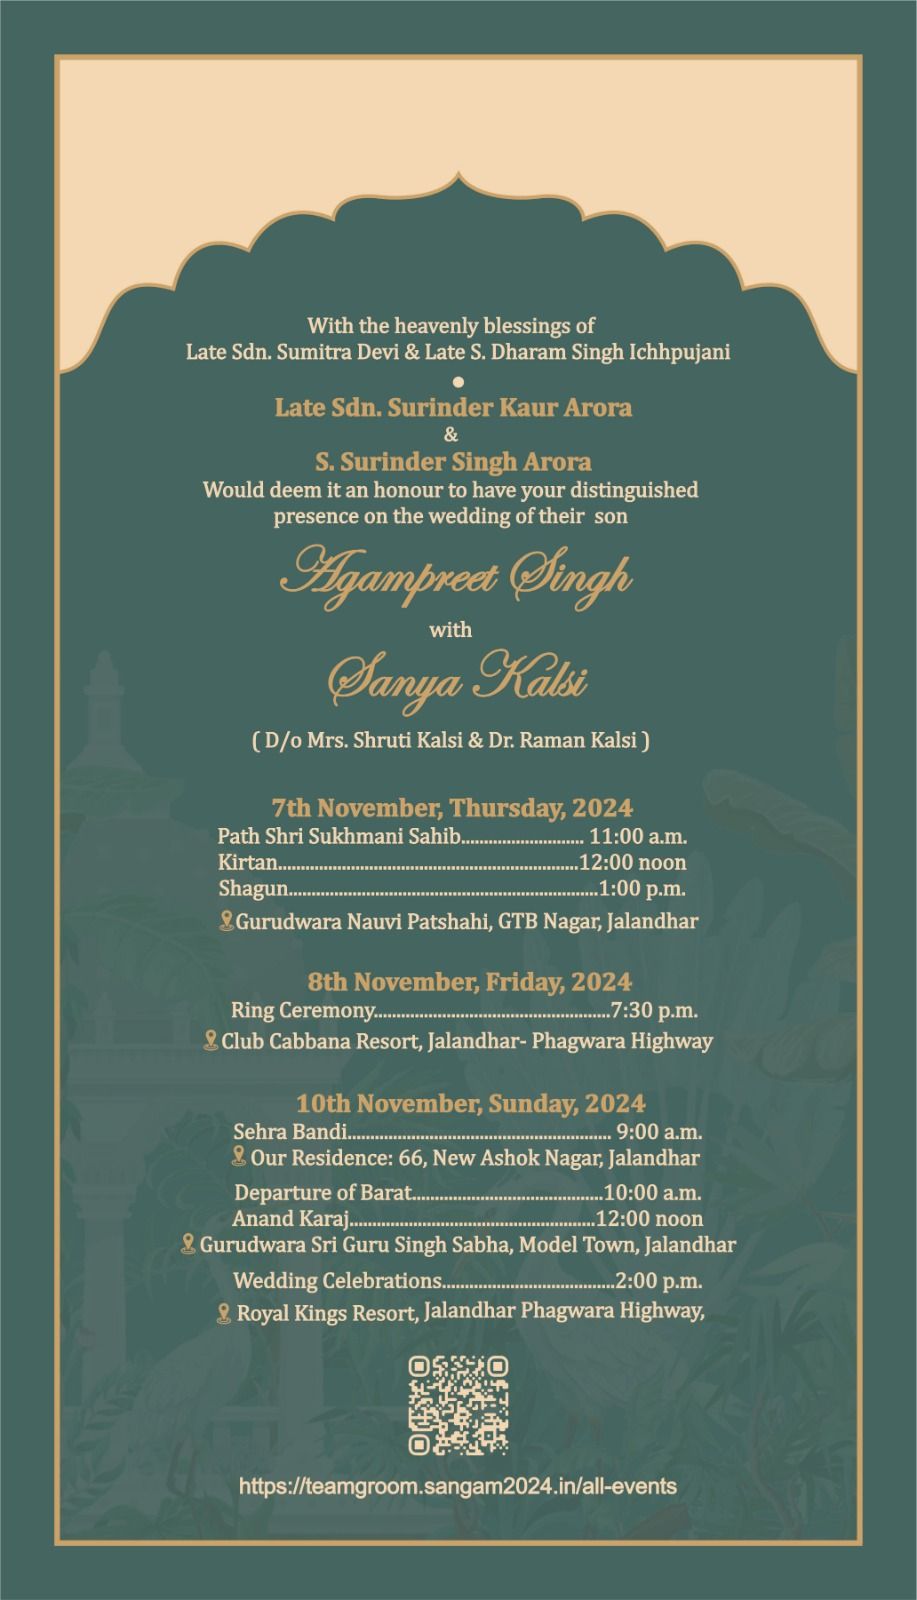 With the heavenly blessings of
Late Sdn. Sumitra Devi & Late S. Dharam Singh Ichhpujani
Late Sdn. Surinder Kaur Arora
&
S. Surinder Singh Arora
Would deem it an honour to have your distinguished
presence on the wedding of their son
Agampreet Singh
with
Sanya Kalsi
( D/o Mrs. Shruti Kalsi & Dr. Raman Kalsi )
7th November, Thursday, 2024
Path Shri Sukhmani Sahib........................... 11:00 a.m.
Kirtan..................................................................12:00 noon
Shagun....................................................................1:00 p.m.
Gurudwara Nauvi Patshahi, GTB Nagar, Jalandhar
8th November, Friday, 2024
Ring Ceremony....................................................7:30 p.m.
Club Cabbana Resort, Jalandhar- Phagwara Highway
10th November, Sunday, 2024
Sehra Bandi.......................................................... 9:00 a.m.
Our Residence: 66, New Ashok Nagar, Jalandhar
Departure of Barat..........................................10:00 a.m.
Anand Karaj......................................................12:00 noon
Gurudwara Sri Guru Singh Sabha, Model Town, Jalandhar
Wedding Celebrations......................................2:00 p.m.
Royal Kings Resort, Jalandhar Phagwara Highway,
https://teamgroom.sangam2024.in/all-events